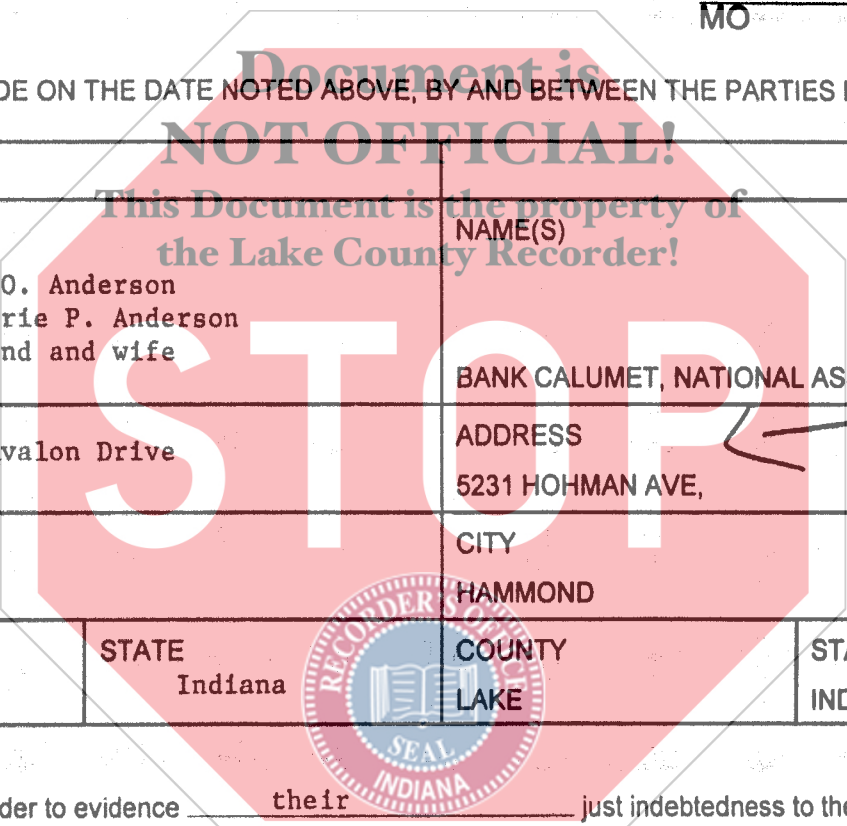 MO
DE ON THE DATE NOTED ABOVE, BY AND BETWEEN THE PARTIES
Document is
NOT OFFICIAL!
This Document is the property of
the Lake County Recorder!
NAME(S)
O. Anderson
rie P. Anderson
nd and wife
BANK CALUMET, NATIONAL AS
STOP
valon Drive
ADDRESS
5231 HOHMAN AVE,
CITY
HAMMOND
STATE
Indiana
COUNTY
LAKE
STA
IND
RECORDER'S OFFICE
SEAL
INDIANA
der to evidence their just indebtedness to the